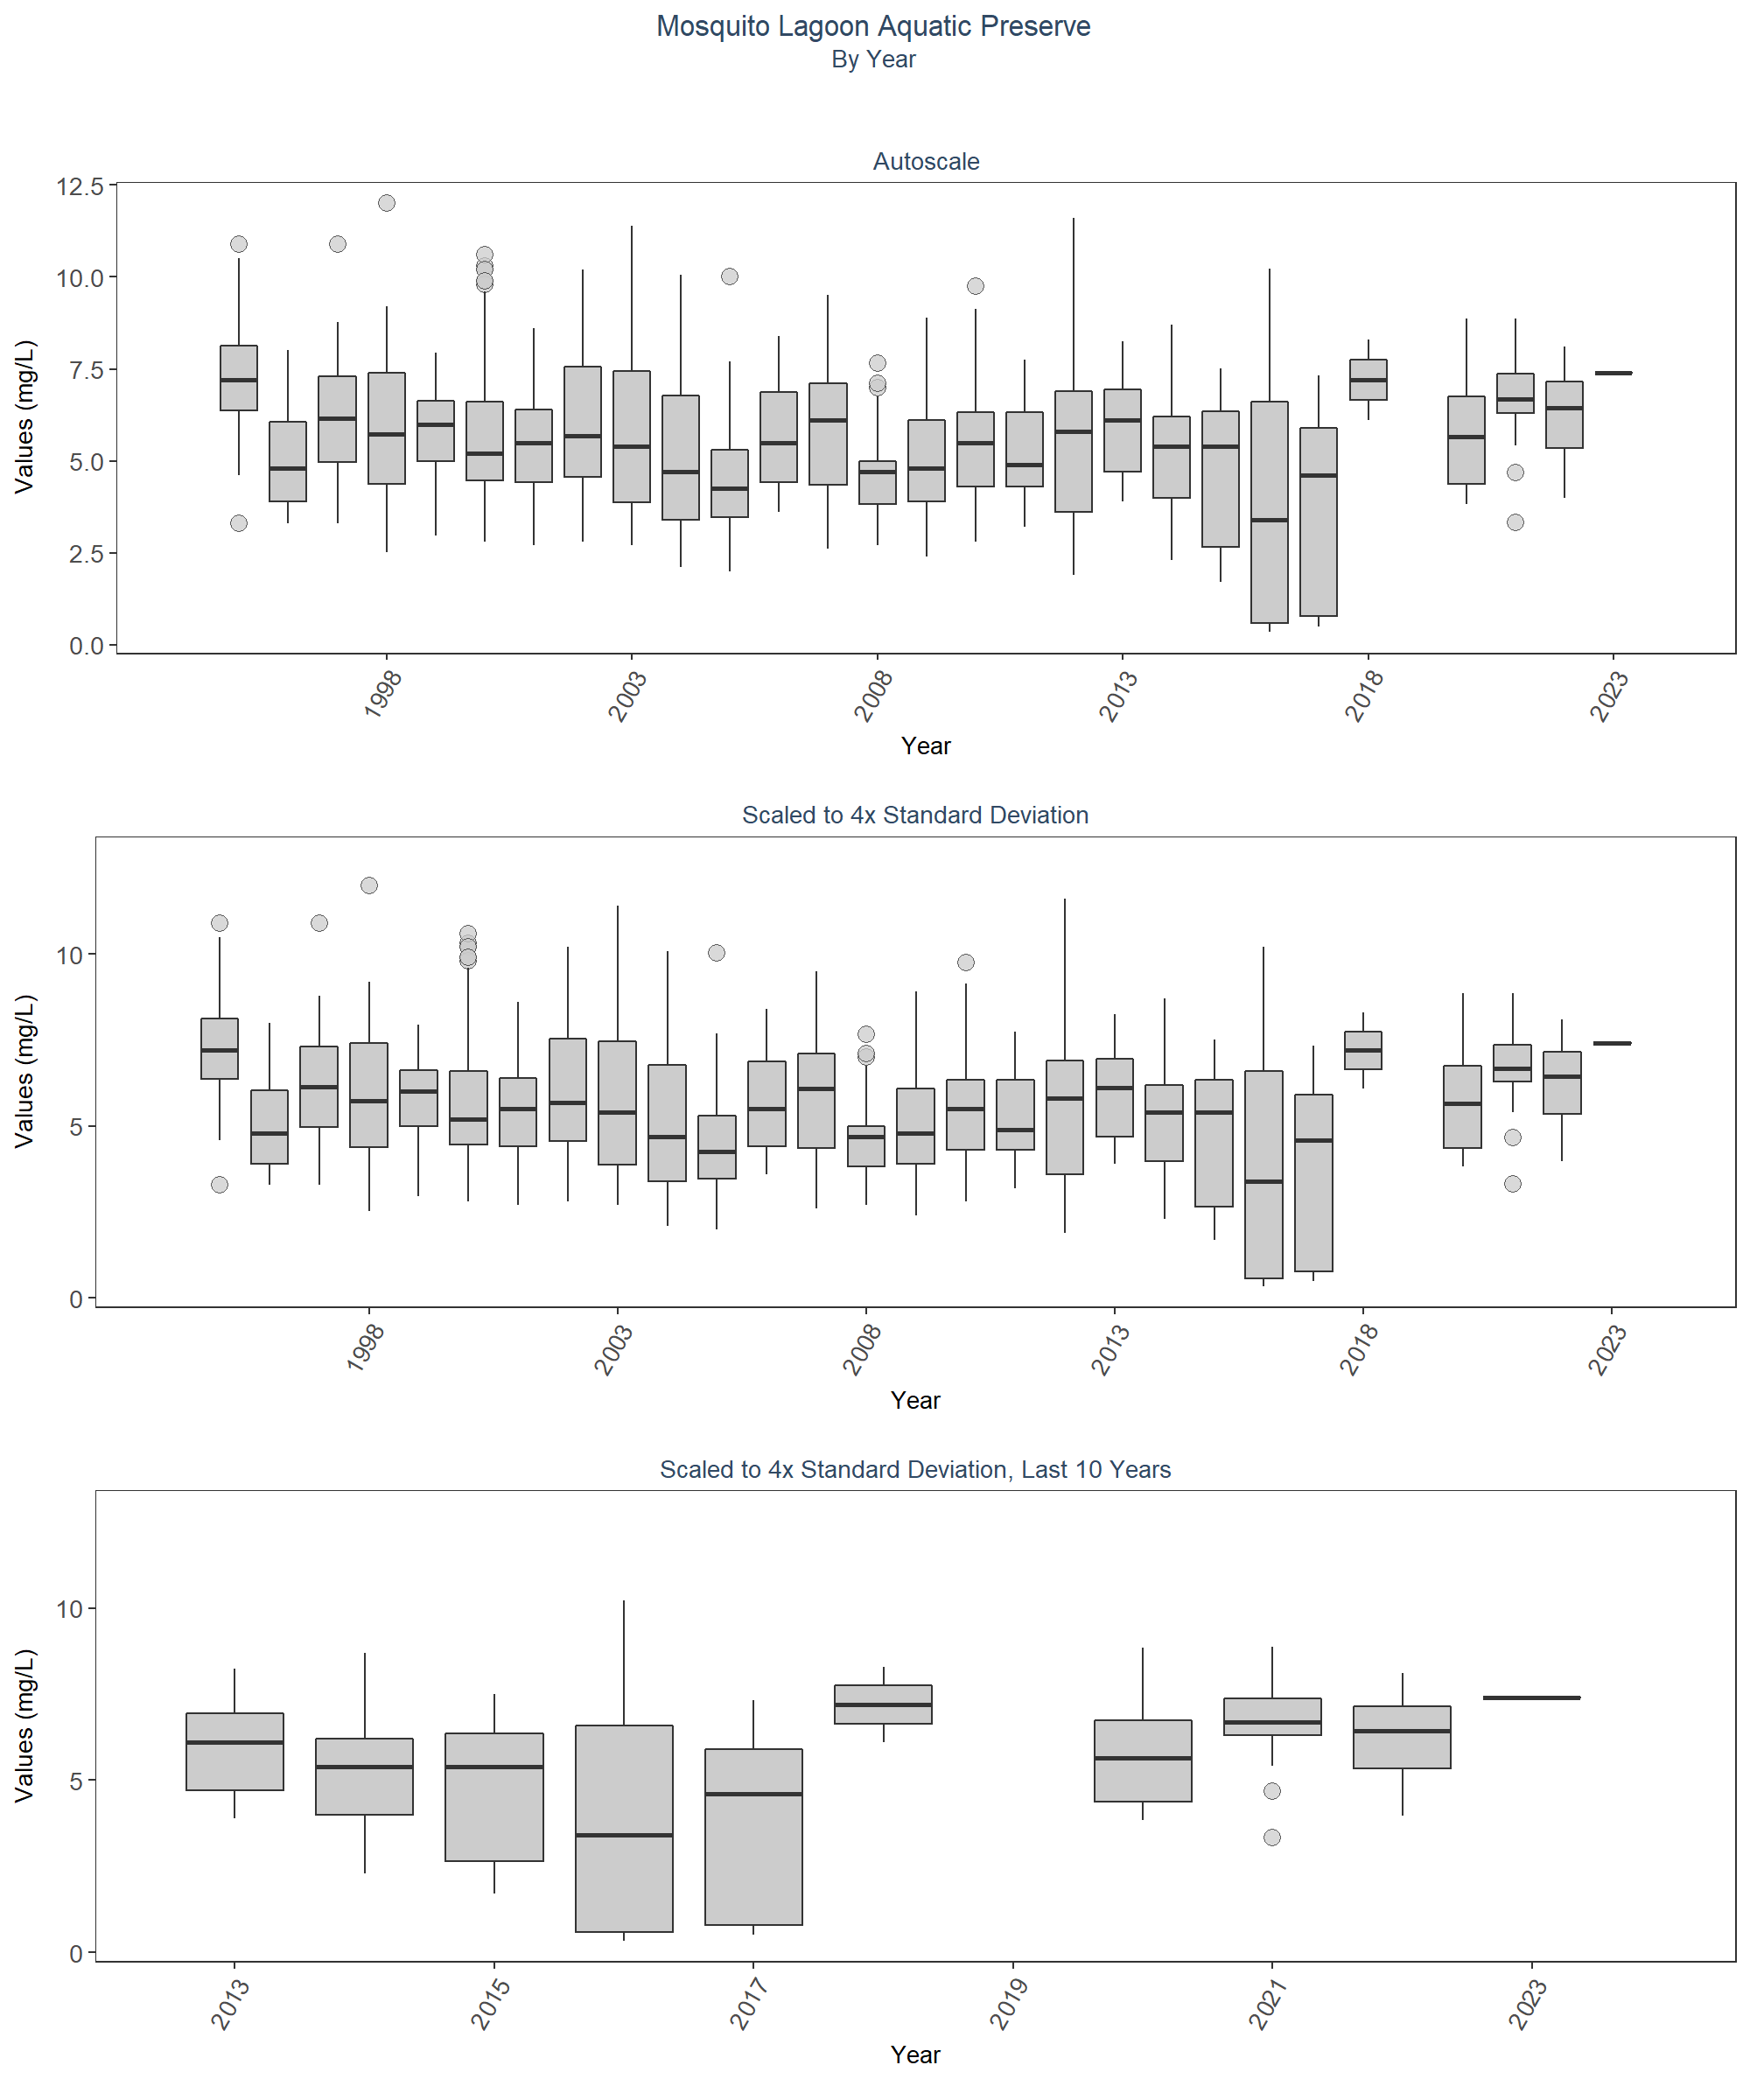 Mosquito Lagoon Aquatic Preserve
By Year
Autoscale
Values (mg/L)
12.5
10.0
7.5
5.0
2.5
0.0
1998
2003
2008
2013
2018
2023
Year
Scaled to 4x Standard Deviation
Values (mg/L)
10
5
0
1998
2003
2008
2013
2018
2023
Year
Scaled to 4x Standard Deviation, Last 10 Years
Values (mg/L)
10
5
0
2013
2015
2017
2019
2021
2023
Year